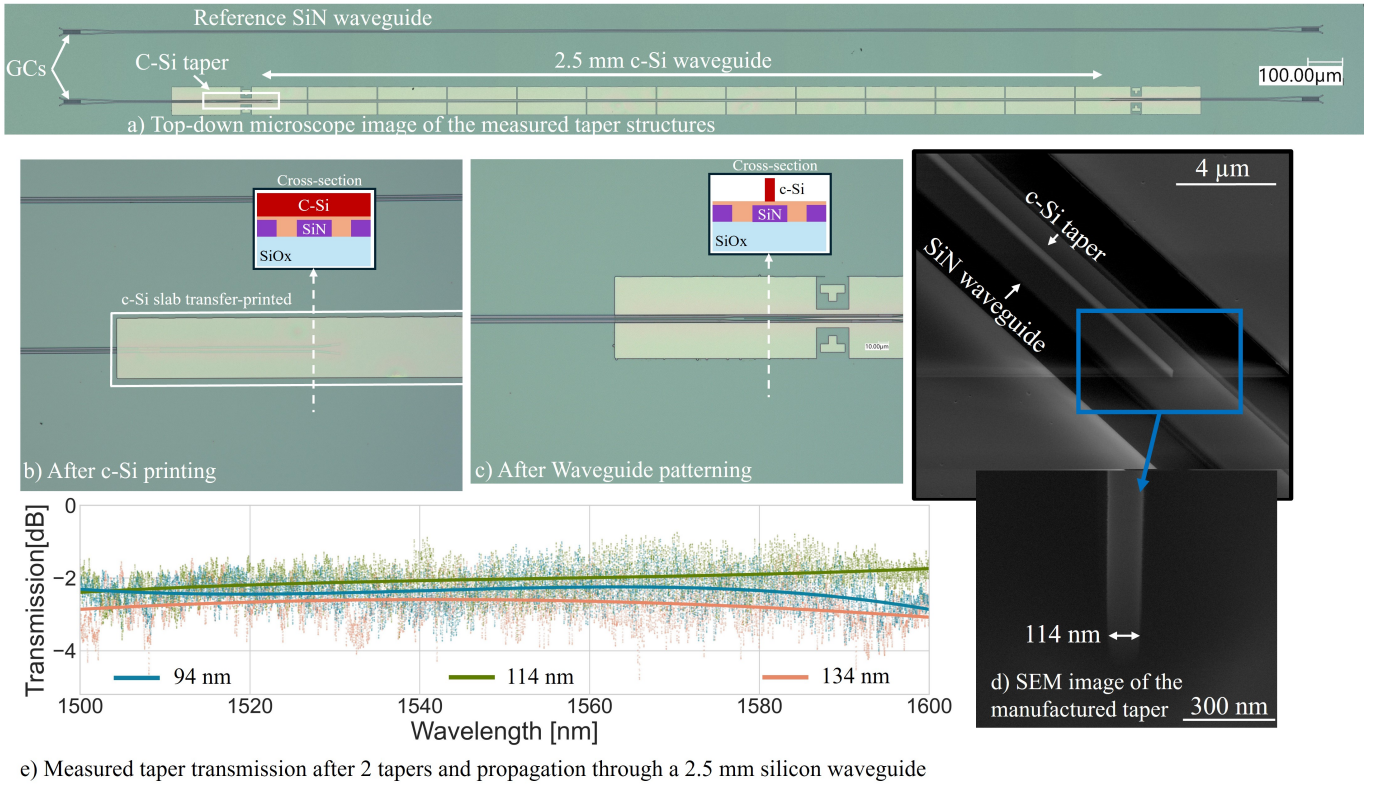 Reference SiN waveguide
GCs
C-Si taper
2.5 mm c-Si waveguide
100.00µm
a) Top-down microscope image of the measured taper structures
Cross-section
C-Si
SiN
SiOx
c-Si slab transfer-printed
b) After c-Si printing
Cross-section
c-Si
SiN
SiOx
10.00µm
c) After Waveguide patterning
4 µm
c-Si taper
SiN waveguide
114 nm
d) SEM image of the
manufactured taper
300 nm
Transmission[dB]
0
−2
−4
94 nm
114 nm
134 nm
1500
1520
1540
1560
1580
1600
Wavelength [nm]
e) Measured taper transmission after 2 tapers and propagation through a 2.5 mm silicon waveguide